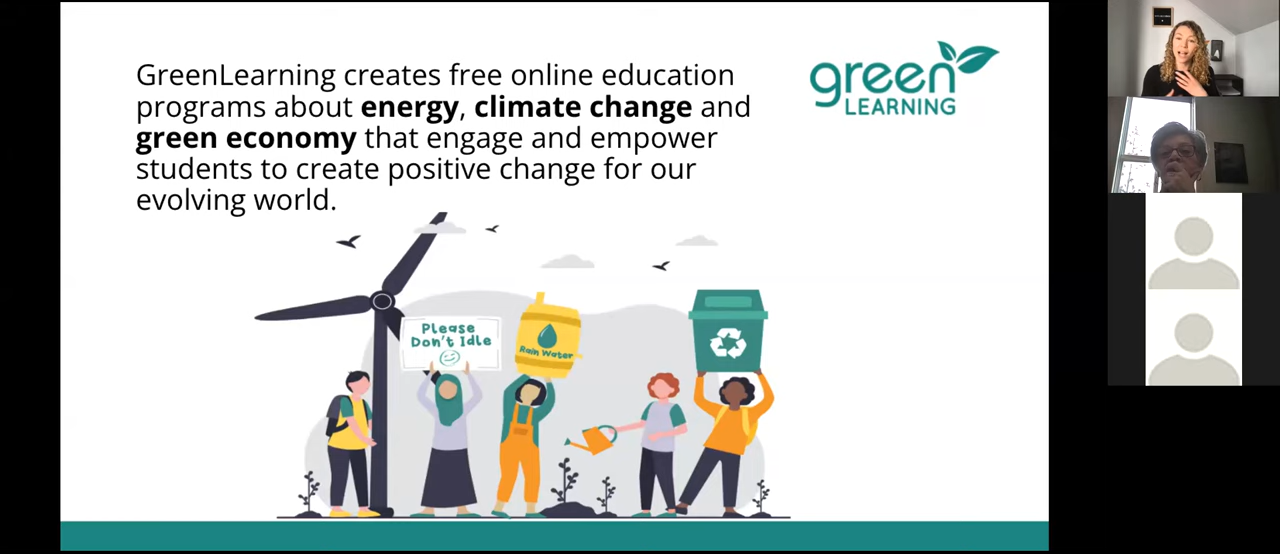 GreenLearning creates free online education
programs about energy, climate change and
green economy that engage and empower
students to create positive change for our
evolving world.
green
LEARNING
Please
Don't Idle
Rain Water